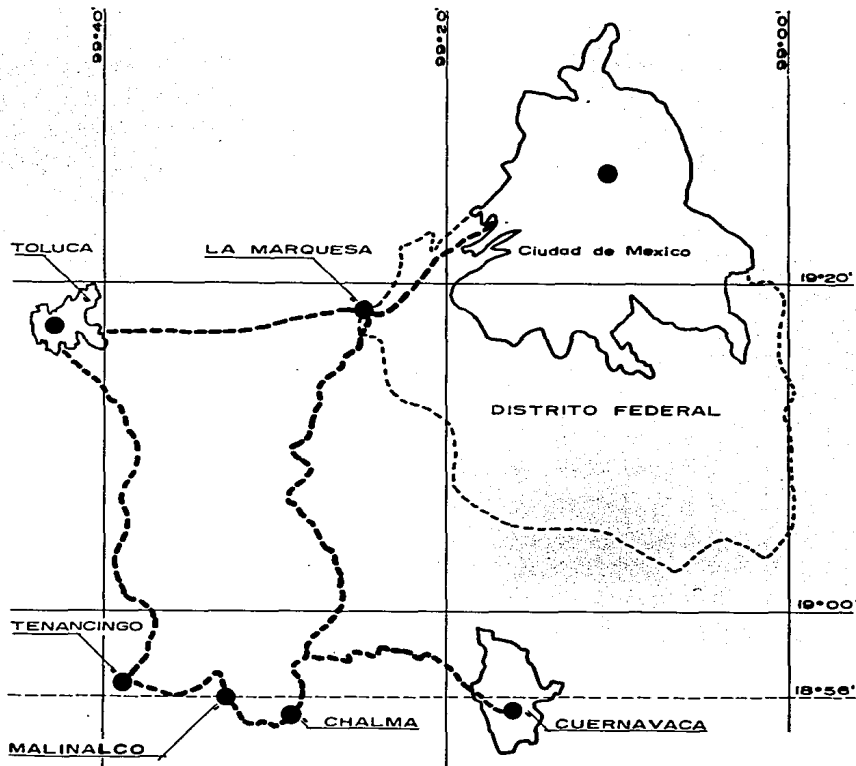 99°40'
99°20'
99°00'
TOLUCA
LA MARQUESA
Ciudad de Mexico
19°20'
DISTRITO FEDERAL
19°00'
TENANCINGO
18°56'
CHALMA
CUERNAVACA
MALINALCO